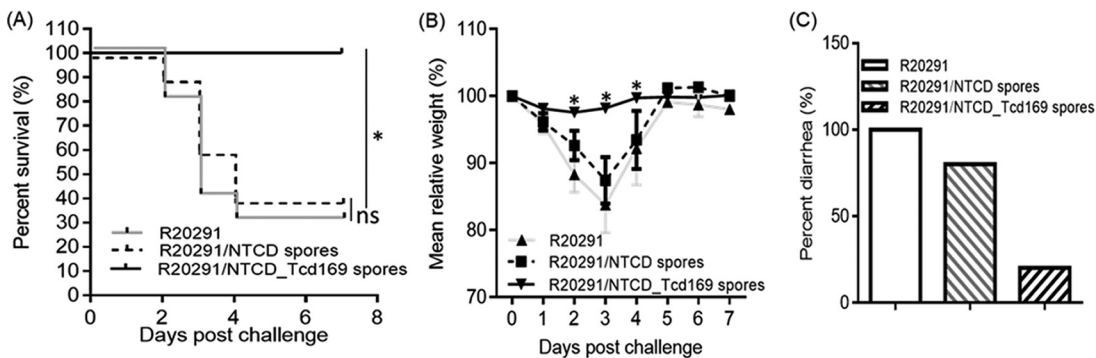 (A)
Percent survival (%)
110
100
90
80
70
60
50
40
30
20
10
0
*
ns
R20291
R20291/NTCD spores
R20291/NTCD_Tcd169 spores
0 2 4 6 8
Days post challenge
(B)
Mean relative weight (%)
110
100
90
80
70
* * *
R20291
R20291/NTCD spores
R20291/NTCD_Tcd169 spores
0 1 2 3 4 5 6 7
Days post challenge
(C)
Percent diarrhea (%)
150
100
50
0
R20291
R20291/NTCD spores
R20291/NTCD_Tcd169 spores